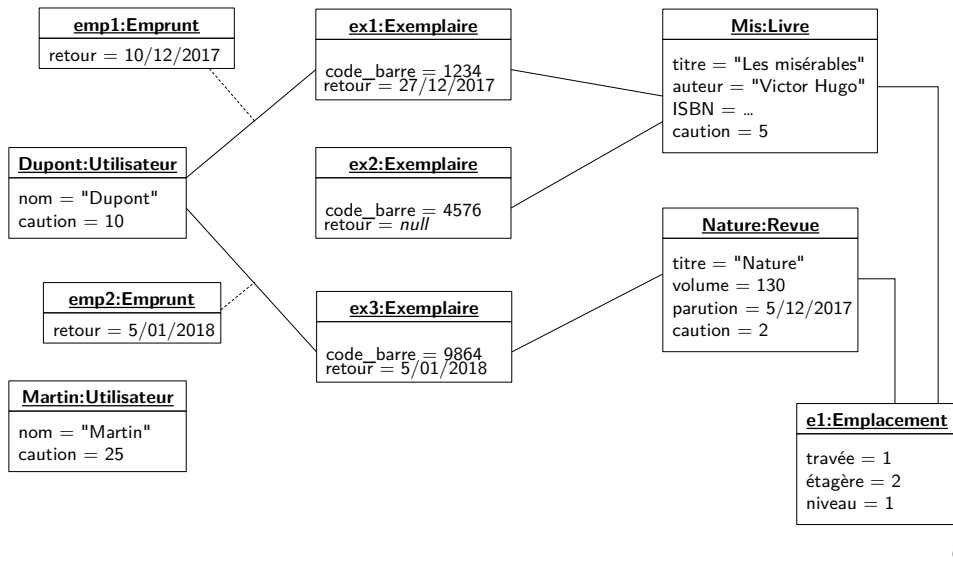 emp1:Emprunt
retour = 10/12/2017
ex1:Exemplaire
code_barre = 1234
retour = 27/12/2017
Mis:Livre
titre = "Les misérables"
auteur = "Victor Hugo"
ISBN = ...
caution = 5
Dupont:Utilisateur
nom = "Dupont"
caution = 10
ex2:Exemplaire
code_barre = 4576
retour = null
Nature:Revue
titre = "Nature"
volume = 130
parution = 5/12/2017
caution = 2
emp2:Emprunt
retour = 5/01/2018
ex3:Exemplaire
code_barre = 9864
retour = 5/01/2018
Martin:Utilisateur
nom = "Martin"
caution = 25
e1:Emplacement
travée = 1
étagère = 2
niveau = 1